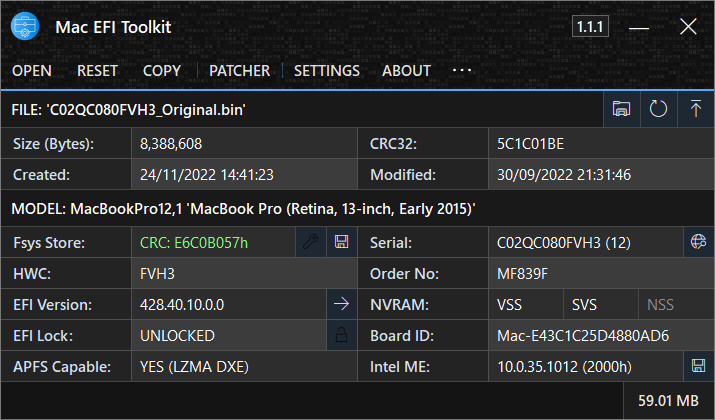 Mac EFI Toolkit 1.1.1
OPEN RESET COPY PATCHER SETTINGS ABOUT ...
FILE: 'C02QC080FVH3_Original.bin'
Size (Bytes): 8,388,608 CRC32: 5C1C01BE
Created: 24/11/2022 14:41:23 Modified: 30/09/2022 21:31:46
MODEL: MacBookPro12,1 'MacBook Pro (Retina, 13-inch, Early 2015)'
Fsys Store: CRC: E6C0B057h Serial: C02QC080FVH3 (12)
HWC: FVH3 Order No: MF839F
EFI Version: 428.40.10.0.0 NVRAM: VSS SVS NSS
EFI Lock: UNLOCKED Board ID: Mac-E43C1C25D4880AD6
APFS Capable: YES (LZMA DXE) Intel ME: 10.0.35.1012 (2000h)
59.01 MB